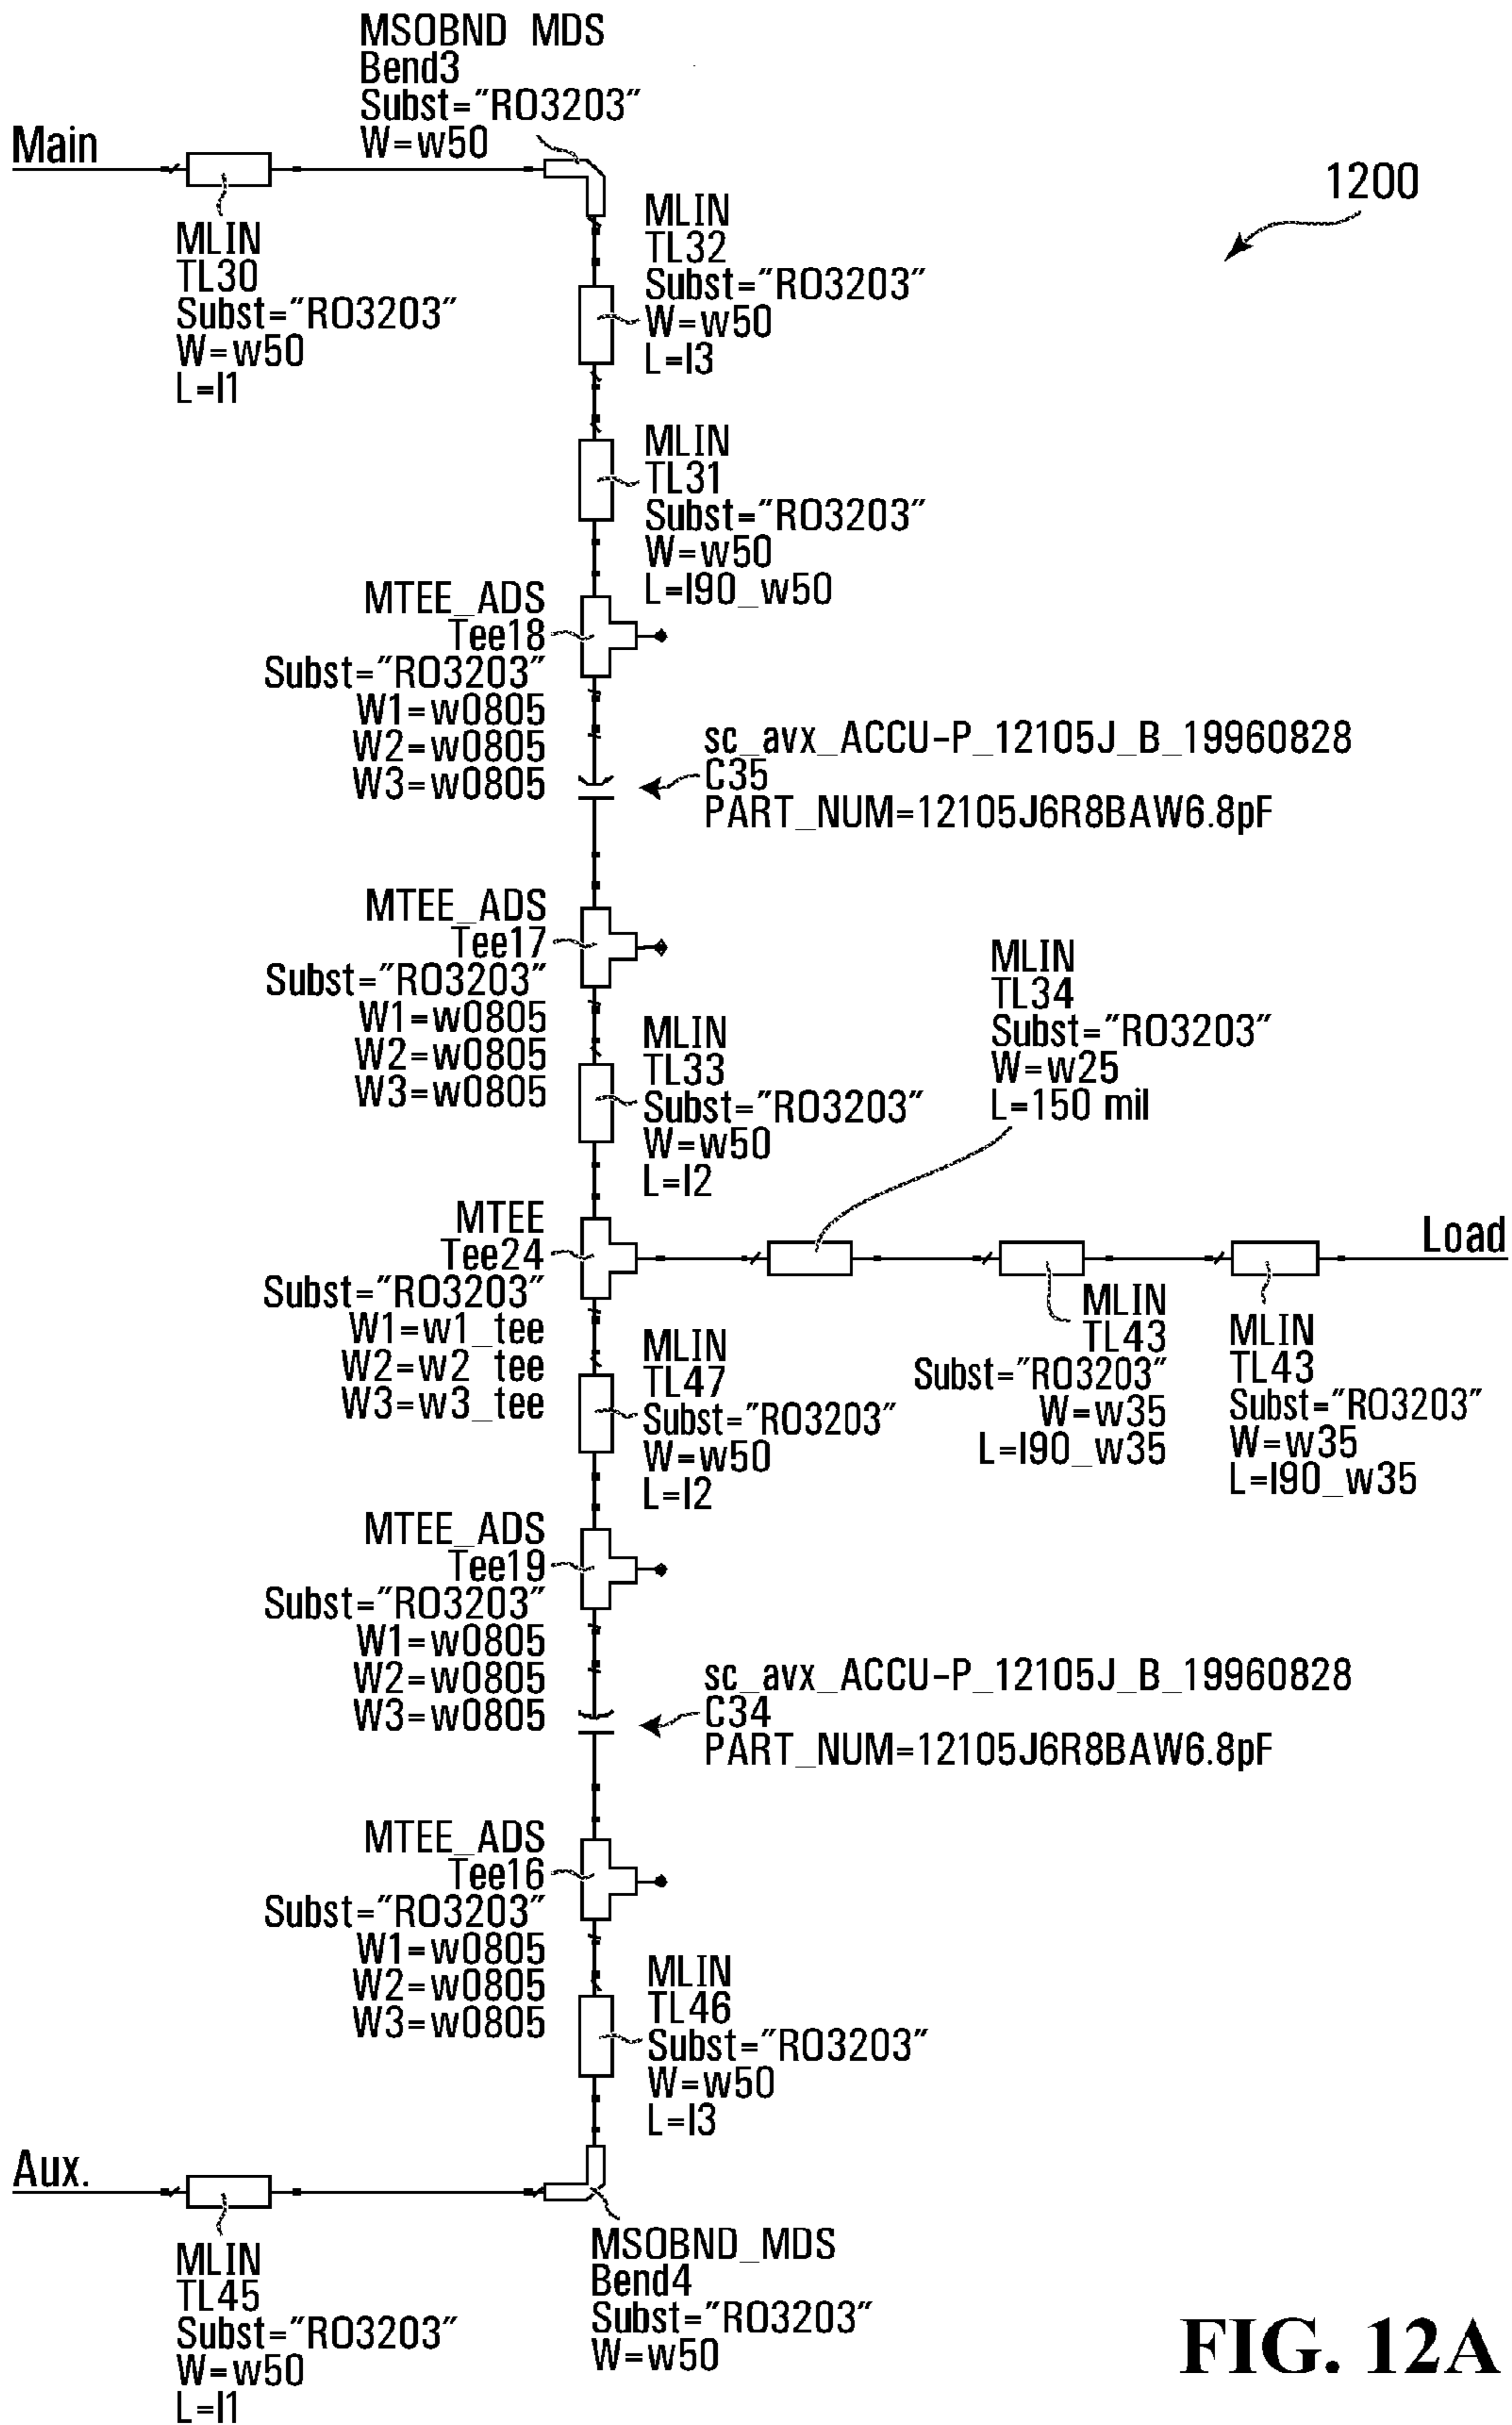 MSOBND MDS
Bend3
Subst="RO3203"
W=w50
Main
1200
MLIN
TL30
Subst="RO3203"
W=w50
L=l1
MLIN
TL32
Subst="RO3203"
W=w50
L=l3
MLIN
TL31
Subst="RO3203"
W=w50
L=l90_w50
MTEE_ADS
Tee18
Subst="RO3203"
W1=w0805
W2=w0805
W3=w0805
sc_avx_ACCU-P_12105J_B_19960828
C35
PART_NUM=12105J6R8BAW6.8pF
MTEE_ADS
Tee17
Subst="RO3203"
W1=w0805
W2=w0805
W3=w0805
MLIN
TL33
Subst="RO3203"
W=w50
L=l2
MLIN
TL34
Subst="RO3203"
W=w25
L=150 mil
MTEE
Tee24
Subst="RO3203"
W1=w1_tee
W2=w2_tee
W3=w3_tee
Load
MLIN
TL43
Subst="RO3203"
W=w35
L=l90_w35
MLIN
TL43
Subst="RO3203"
W=w35
L=l90_w35
MLIN
TL47
Subst="RO3203"
W=w50
L=l2
MTEE_ADS
Tee19
Subst="RO3203"
W1=w0805
W2=w0805
W3=w0805
sc_avx_ACCU-P_12105J_B_19960828
C34
PART_NUM=12105J6R8BAW6.8pF
MTEE_ADS
Tee16
Subst="RO3203"
W1=w0805
W2=w0805
W3=w0805
MLIN
TL46
Subst="RO3203"
W=w50
L=l3
Aux.
MLIN
TL45
Subst="RO3203"
W=w50
L=l1
MSOBND_MDS
Bend4
Subst="RO3203"
W=w50
FIG. 12A